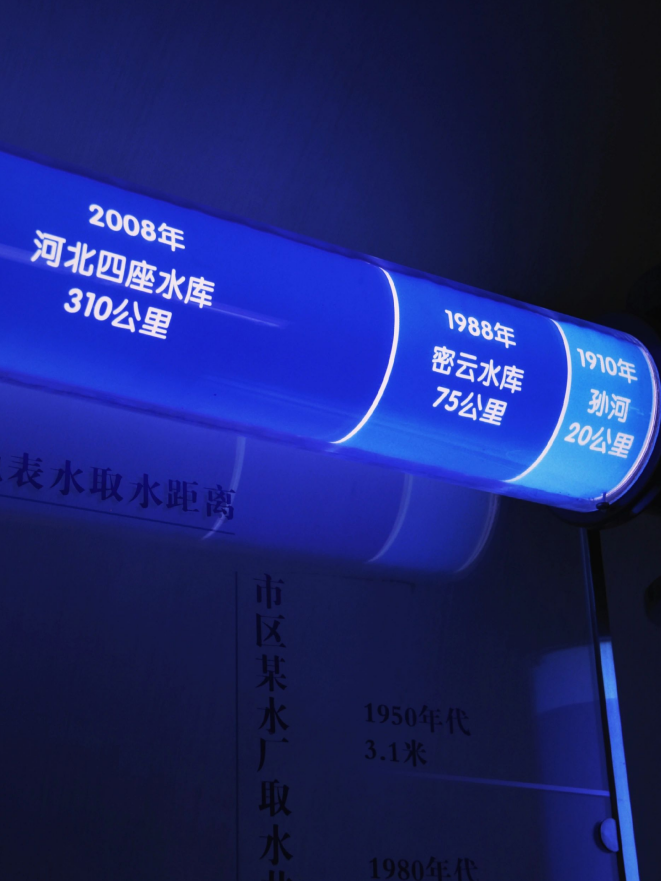 2008年
河北四座水库
310公里
1988年
密云水库
75公里
1910年
孙河
20公里
表水取水距离
市区某水厂取水
1950年代
3.1米
1980年代